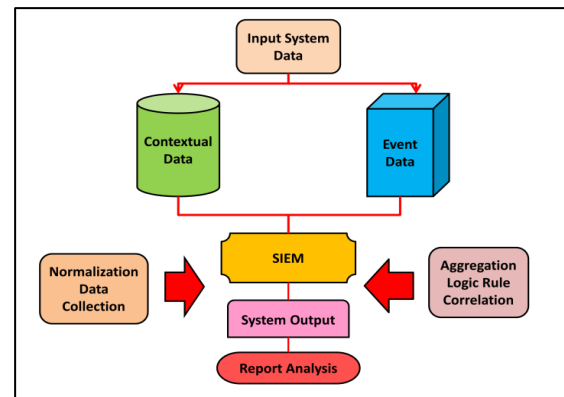 Input System
Data
Contextual
Data
Event
Data
SIEM
Normalization
Data
Collection
Aggregation
Logic Rule
Correlation
System Output
Report Analysis